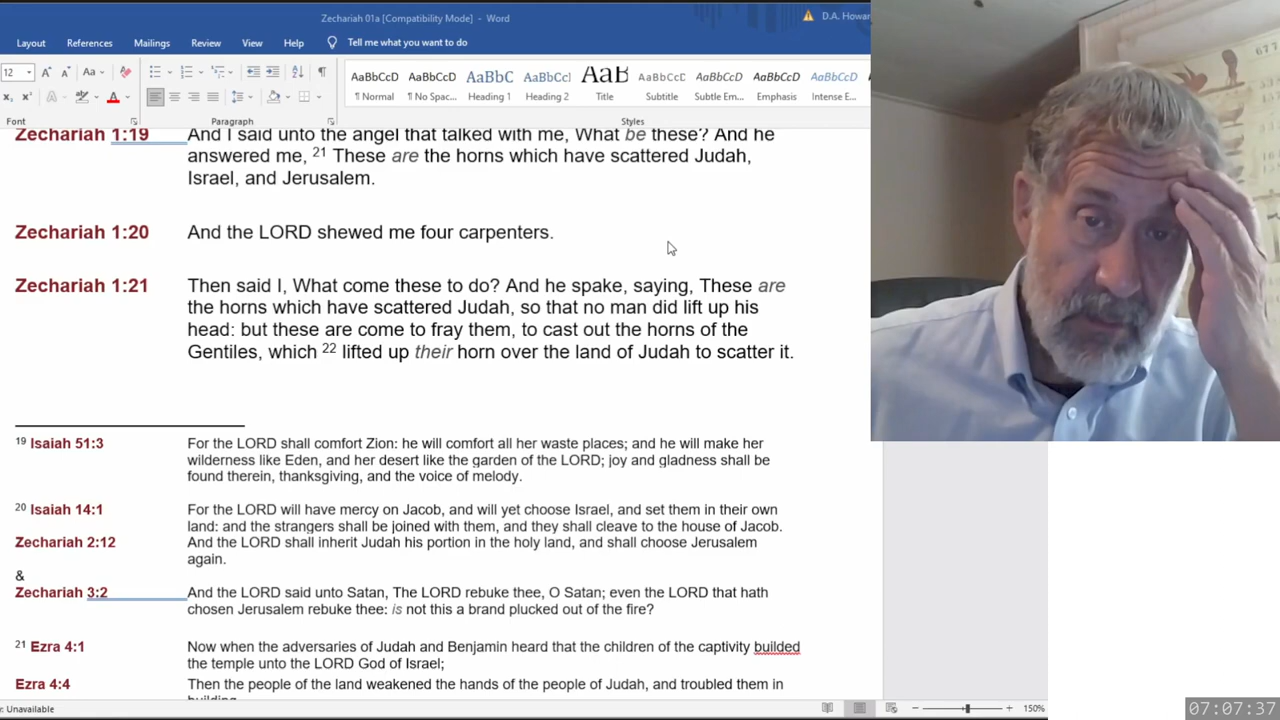 Zechariah 01a [Compatibility Mode] - Word
D.A. Howar
Layout References Mailings Review View Help Tell me what you want to do
12
Aa
AaBbCcD AaBbCcD AaBbC AaBbCcI AaB AaBbCcD AaBbCcD AaBbCcD AaBbCcD
¶ Normal ¶ No Spac... Heading 1 Heading 2 Title Subtitle Subtle Em... Emphasis Intense E...
Font Paragraph Styles
Zechariah 1:19 And I said unto the angel that talked with me, What be these? And he
answered me, 21 These are the horns which have scattered Judah,
Israel, and Jerusalem.
Zechariah 1:20 And the LORD shewed me four carpenters.
Zechariah 1:21 Then said I, What come these to do? And he spake, saying, These are
the horns which have scattered Judah, so that no man did lift up his
head: but these are come to fray them, to cast out the horns of the
Gentiles, which 22 lifted up their horn over the land of Judah to scatter it.
19 Isaiah 51:3 For the LORD shall comfort Zion: he will comfort all her waste places; and he will make her
wilderness like Eden, and her desert like the garden of the LORD; joy and gladness shall be
found therein, thanksgiving, and the voice of melody.
20 Isaiah 14:1 For the LORD will have mercy on Jacob, and will yet choose Israel, and set them in their own
land: and the strangers shall be joined with them, and they shall cleave to the house of Jacob.
Zechariah 2:12 And the LORD shall inherit Judah his portion in the holy land, and shall choose Jerusalem
again.
&
Zechariah 3:2 And the LORD said unto Satan, The LORD rebuke thee, O Satan; even the LORD that hath
chosen Jerusalem rebuke thee: is not this a brand plucked out of the fire?
21 Ezra 4:1 Now when the adversaries of Judah and Benjamin heard that the children of the captivity builded
the temple unto the LORD God of Israel;
Ezra 4:4 Then the people of the land weakened the hands of the people of Judah, and troubled them in
building,
: Unavailable
150%
07:07:37